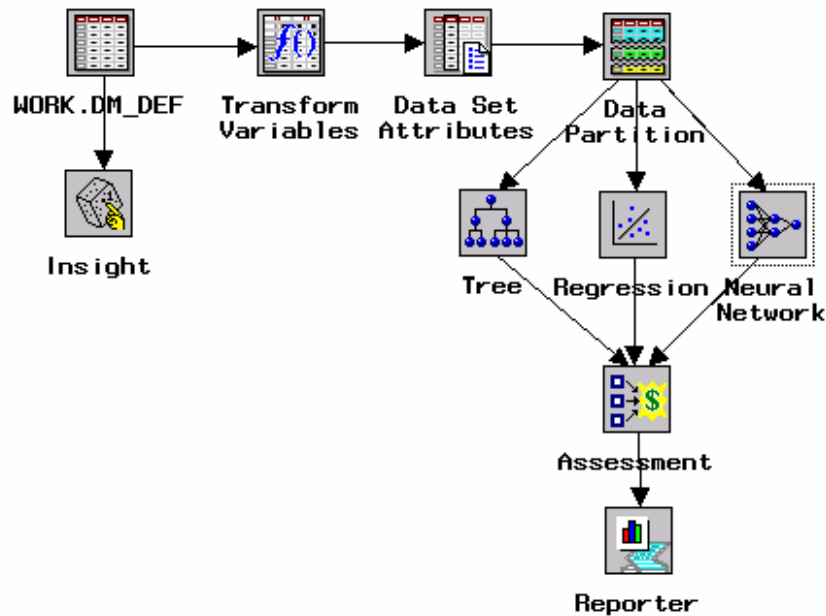 WORK.DM_DEF
Transform
Variables
Data Set
Attributes
Data
Partition
Insight
Tree
Regression
Neural
Network
Assessment
Reporter